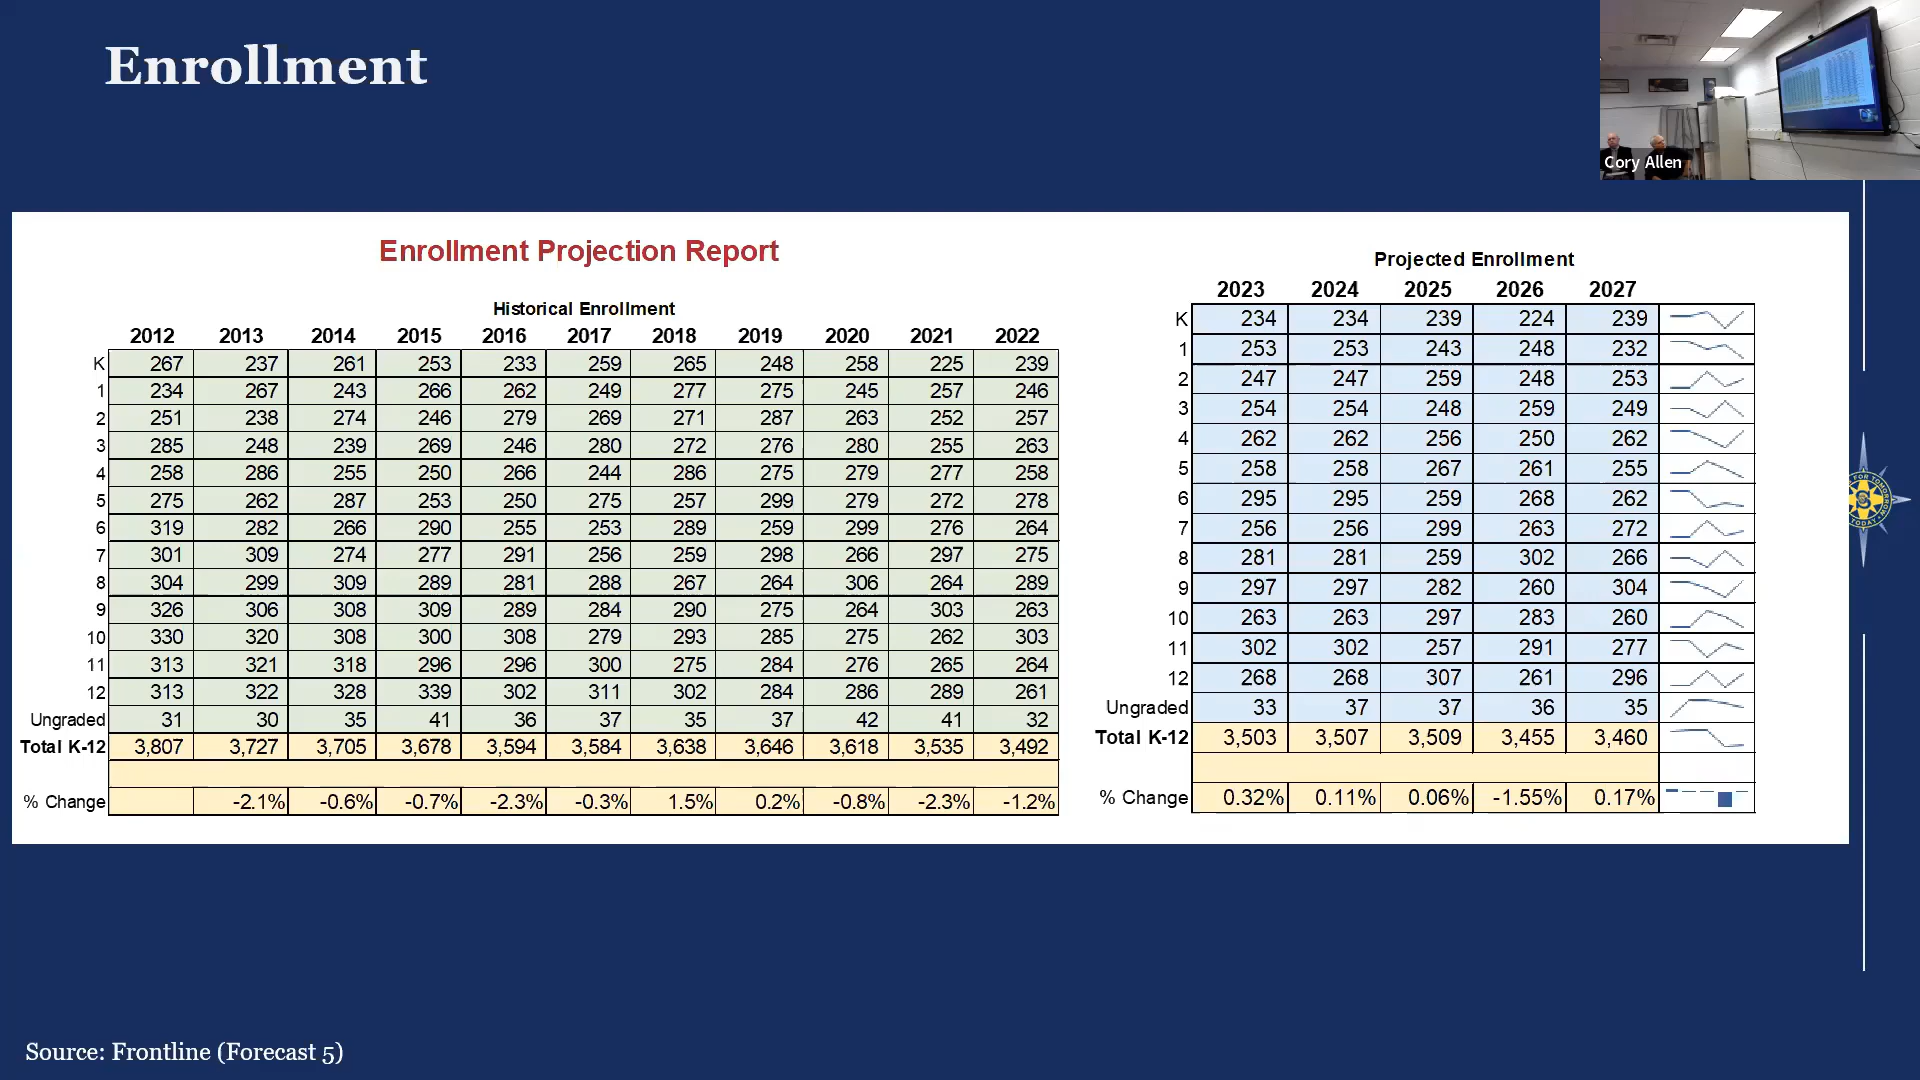 Enrollment
Cory Allen
Enrollment Projection Report
Historical Enrollment
2012 2013 2014 2015 2016 2017 2018 2019 2020 2021 2022
K 267 237 261 253 233 259 265 248 258 225 239
1 234 267 243 266 262 249 277 275 245 257 246
2 251 238 274 246 279 269 271 287 263 252 257
3 285 248 239 269 246 280 272 276 280 255 263
4 258 286 255 250 266 244 286 275 279 277 258
5 275 262 287 253 250 275 257 299 279 272 278
6 319 282 266 290 255 253 289 259 299 276 264
7 301 309 274 277 291 256 259 298 266 297 275
8 304 299 309 289 281 288 267 264 306 264 289
9 326 306 308 309 289 284 290 275 264 303 263
10 330 320 308 300 308 279 293 285 275 262 303
11 313 321 318 296 296 300 275 284 276 265 264
12 313 322 328 339 302 311 302 284 286 289 261
Ungraded 31 30 35 41 36 37 35 37 42 41 32
Total K-12 3,807 3,727 3,705 3,678 3,594 3,584 3,638 3,646 3,618 3,535 3,492
% Change -2.1% -0.6% -0.7% -2.3% -0.3% 1.5% 0.2% -0.8% -2.3% -1.2%
Projected Enrollment
2023 2024 2025 2026 2027
K 234 234 239 224 239
1 253 253 243 248 232
2 247 247 259 248 253
3 254 254 248 259 249
4 262 262 256 250 262
5 258 258 267 261 255
6 295 295 259 268 262
7 256 256 299 263 272
8 281 281 259 302 266
9 297 297 282 260 304
10 263 263 297 283 260
11 302 302 257 291 277
12 268 268 307 261 296
Ungraded 33 37 37 36 35
Total K-12 3,503 3,507 3,509 3,455 3,460
% Change 0.32% 0.11% 0.06% -1.55% 0.17%
FOR TOMORROW
TODAY
Source: Frontline (Forecast 5)